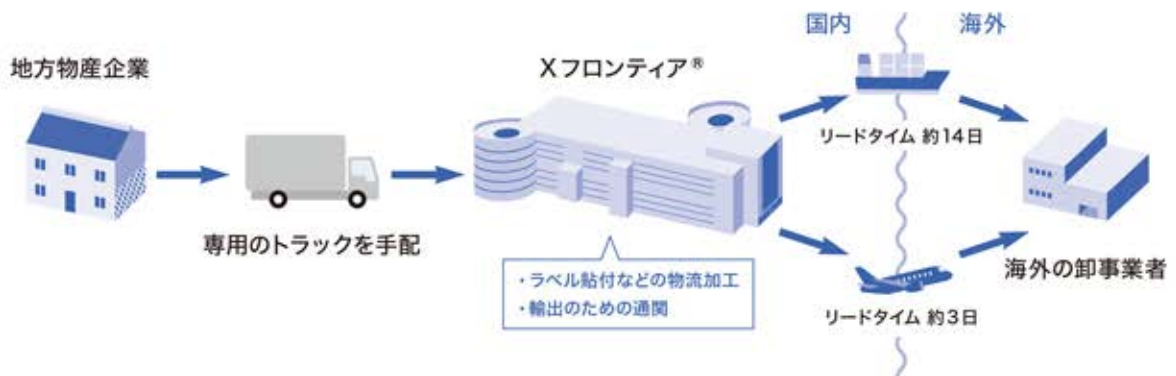 国内
海外
地方物産企業
Xフロンティア®
リードタイム 約14日
専用のトラックを手配
・ラベル貼付などの物流加工
・輸出のための通関
海外の卸事業者
リードタイム 約3日